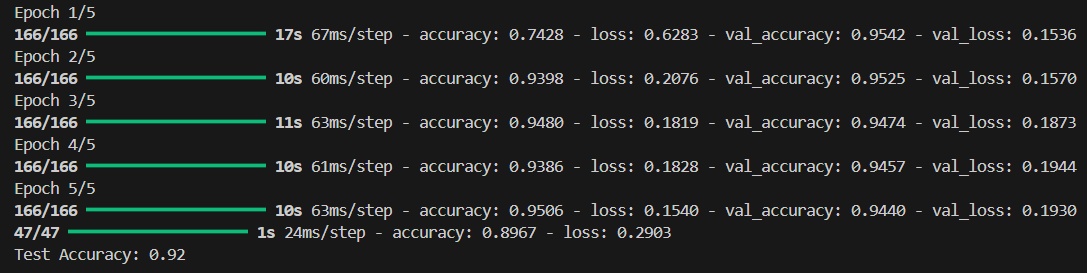 Epoch 1/5
166/166 17s 67ms/step - accuracy: 0.7428 - loss: 0.6283 - val_accuracy: 0.9542 - val_loss: 0.1536
Epoch 2/5
166/166 10s 60ms/step - accuracy: 0.9398 - loss: 0.2076 - val_accuracy: 0.9525 - val_loss: 0.1570
Epoch 3/5
166/166 11s 63ms/step - accuracy: 0.9480 - loss: 0.1819 - val_accuracy: 0.9474 - val_loss: 0.1873
Epoch 4/5
166/166 10s 61ms/step - accuracy: 0.9386 - loss: 0.1828 - val_accuracy: 0.9457 - val_loss: 0.1944
Epoch 5/5
166/166 10s 63ms/step - accuracy: 0.9506 - loss: 0.1540 - val_accuracy: 0.9440 - val_loss: 0.1930
47/47 1s 24ms/step - accuracy: 0.8967 - loss: 0.2903
Test Accuracy: 0.92